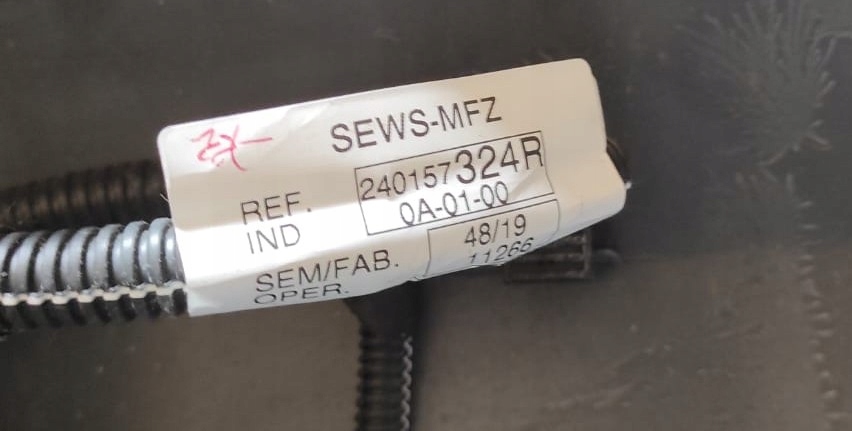 SEWS-MFZ
REF. 240157324R
IND 0A-01-00
SEM/FAB. 48/19
OPER. 11266